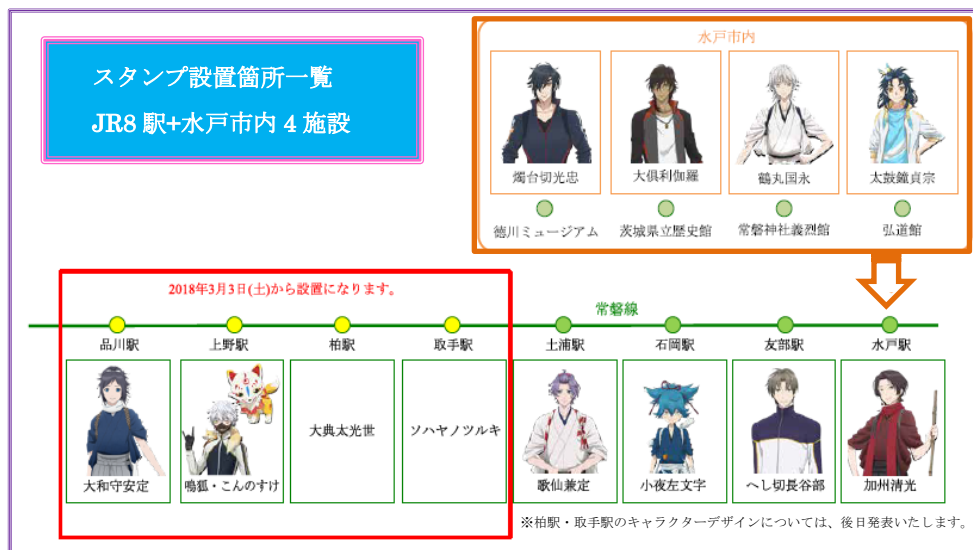 スタンプ設置箇所一覧
JR8 駅+水戸市内 4 施設
水戸市内
燭台切光忠
大倶利伽羅
鶴丸国永
太鼓鐘貞宗
徳川ミュージアム
茨城県立歴史館
常磐神社義烈館
弘道館
2018年3月3日(土)から設置になります。
常磐線
品川駅
上野駅
柏駅
取手駅
土浦駅
石岡駅
友部駅
水戸駅
大和守安定
鳴狐・こんのすけ
大典太光世
ソハヤノツルキ
歌仙兼定
小夜左文字
へし切長谷部
加州清光
※柏駅・取手駅のキャラクターデザインについては、後日発表いたします。